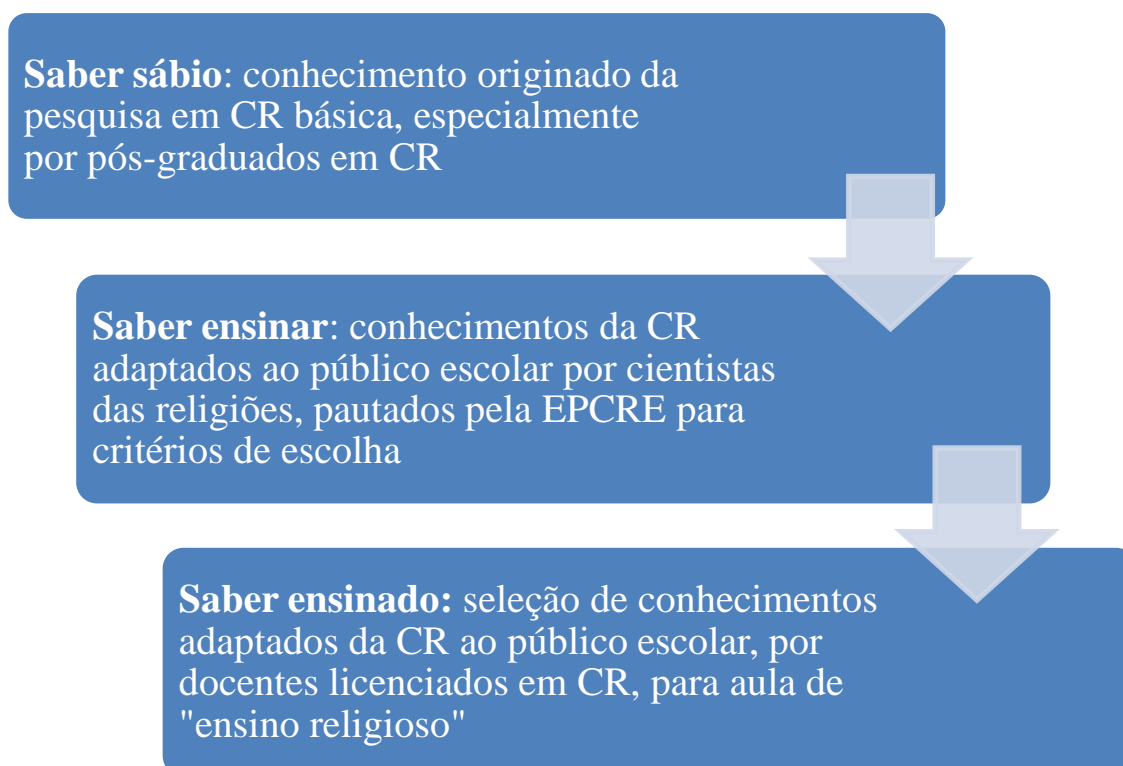 Saber sábio: conhecimento originado da
pesquisa em CR básica, especialmente
por pós-graduados em CR
Saber ensinar: conhecimentos da CR
adaptados ao público escolar por cientistas
das religiões, pautados pela EPCRE para
critérios de escolha
Saber ensinado: seleção de conhecimentos
adaptados da CR ao público escolar, por
docentes licenciados em CR, para aula de
"ensino religioso"